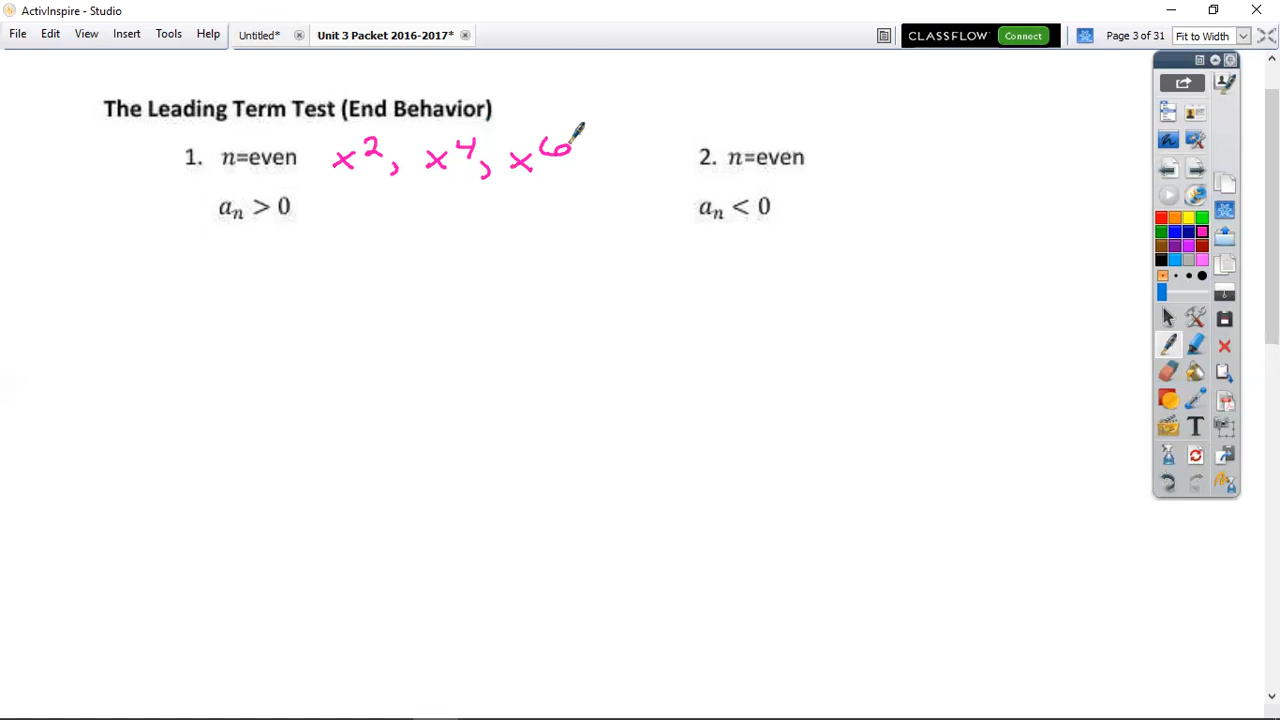 ActivInspire - Studio
File Edit View Insert Tools Help Untitled* Unit 3 Packet 2016-2017* CLASSFLOW Connect Page 3 of 31 Fit to Width
The Leading Term Test (End Behavior)
1. n=even x², x⁴, x⁶ 2. n=even
aₙ > 0 aₙ < 0
T